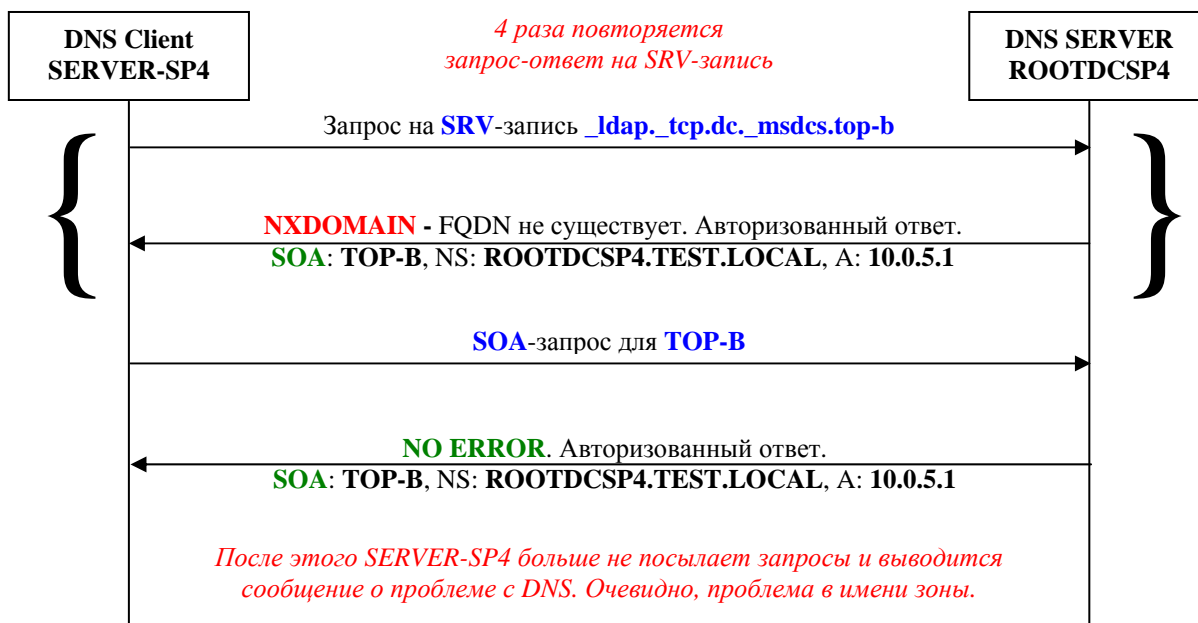 DNS Client
SERVER-SP4
4 раза повторяется
запрос-ответ на SRV-запись
DNS SERVER
ROOTDCSP4
Запрос на SRV-запись _ldap._tcp.dc._msdcs.top-b
NXDOMAIN - FQDN не существует. Авторизованный ответ.
SOA: TOP-B, NS: ROOTDCSP4.TEST.LOCAL, A: 10.0.5.1
SOA-запрос для TOP-B
NO ERROR. Авторизованный ответ.
SOA: TOP-B, NS: ROOTDCSP4.TEST.LOCAL, A: 10.0.5.1
После этого SERVER-SP4 больше не посылает запросы и выводится
сообщение о проблеме с DNS. Очевидно, проблема в имени зоны.